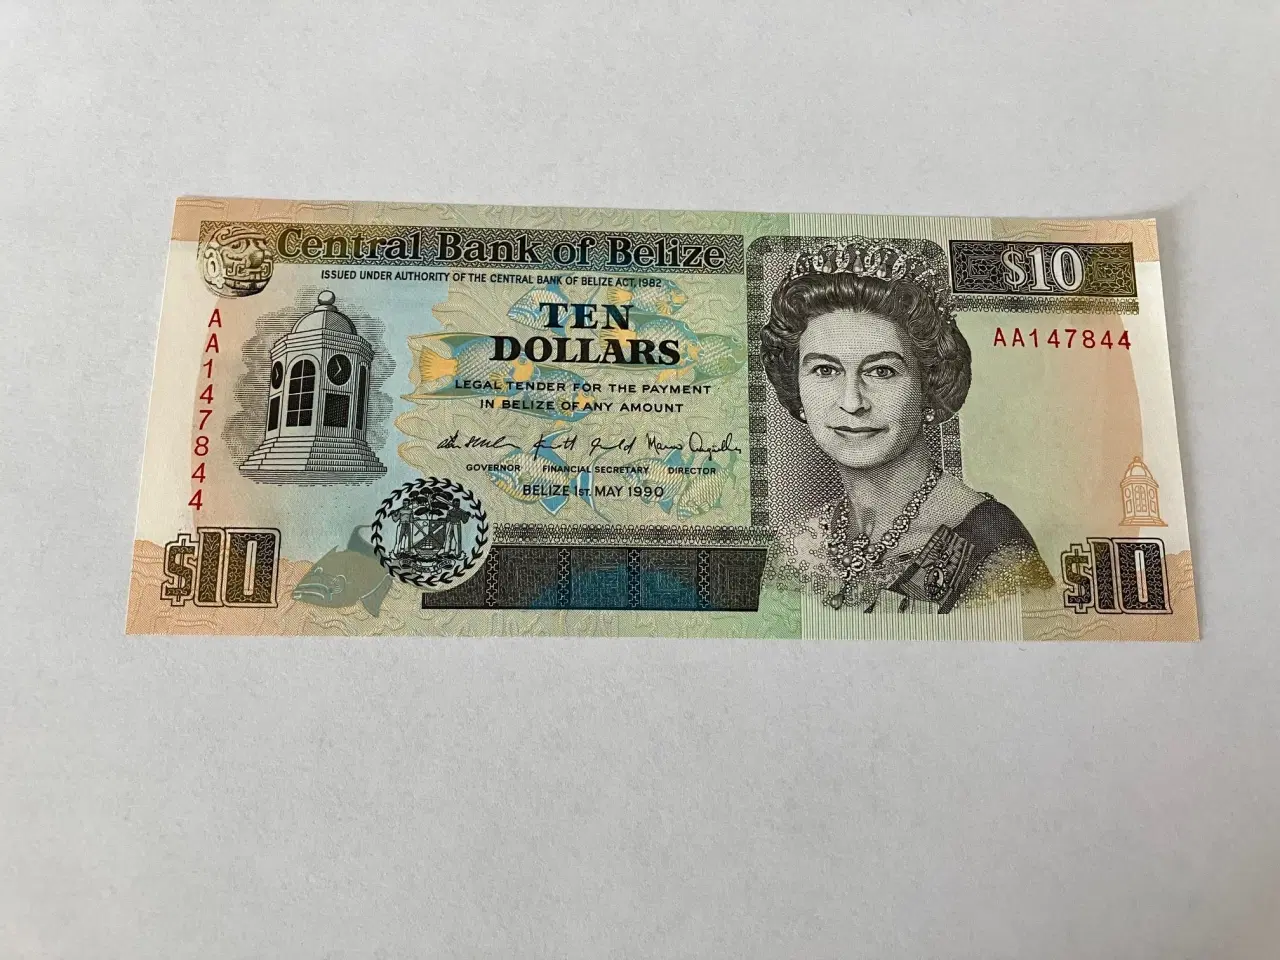 Central Bank of Belize
$10
ISSUED UNDER AUTHORITY OF THE CENTRAL BANK OF BELIZE ACT, 1982
TEN
DOLLARS
AA147844
AA147844
LEGAL TENDER FOR THE PAYMENT
IN BELIZE OF ANY AMOUNT
GOVERNOR FINANCIAL SECRETARY DIRECTOR
BELIZE 1ST. MAY 1990
$10
$10